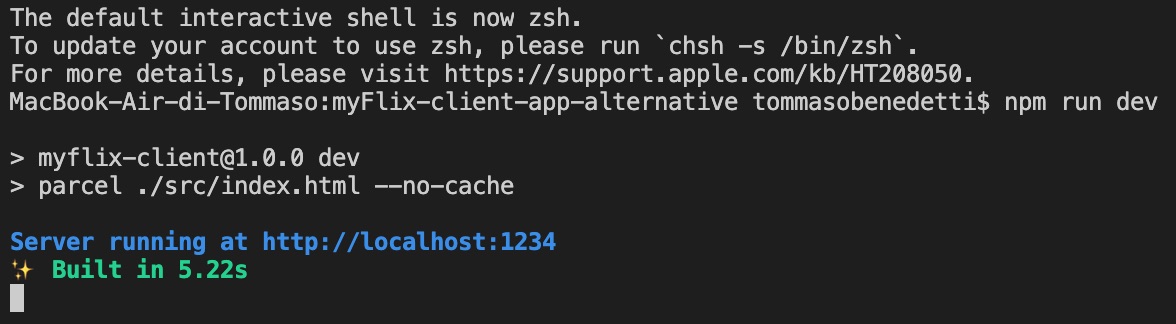 The default interactive shell is now zsh.
To update your account to use zsh, please run `chsh -s /bin/zsh`.
For more details, please visit https://support.apple.com/kb/HT208050.
MacBook-Air-di-Tommaso:myFlix-client-app-alternative tommasobenedetti$ npm run dev
> myflix-client@1.0.0 dev
> parcel ./src/index.html --no-cache
Server running at http://localhost:1234
✨ Built in 5.22s